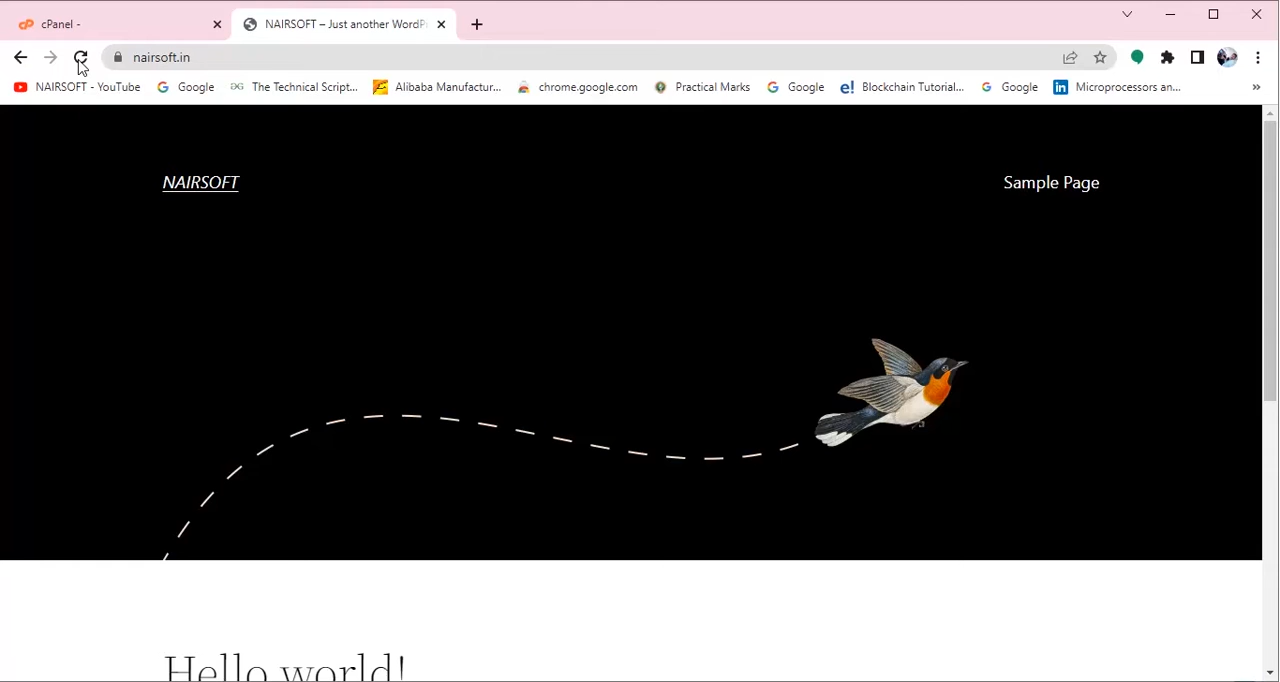 cPanel -
NAIRSOFT – Just another WordP
nairsoft.in
NAIRSOFT - YouTube Google The Technical Script... Alibaba Manufactur... chrome.google.com Practical Marks Google Blockchain Tutorial... Google Microprocessors an... »
NAIRSOFT Sample Page
Hello world!